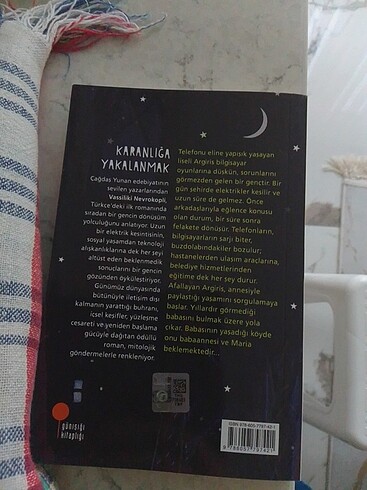 KARANLIĞA
YAKALANMAK
Çağdaş Yunan edebiyatının
sevilen yazarlarından
Vassiliki Nevrokopli,
Türkçe'deki ilk romanında
sıradan bir gencin dönüşüm
yolculuğunu anlatıyor. Uzun
bir elektrik kesintisinin,
sosyal yaşamdan teknoloji
alışkanlıklarına dek her şeyi
altüst eden beklenmedik
sonuçlarını bir gencin
gözünden öyküleştiriyor.
Günümüz dünyasında
bütünüyle iletişim dışı
kalmanın yarattığı buhran,
içsel keşifler, yüzleşme
cesareti ve yeniden başlama
gücüyle dağıtan ödüllü
roman, mitolojik
göndermelerle renkleniyor.
Telefonu eline yapışık yaşayan
liseli Argiris bilgisayar
oyunlarına düşkün, sorunlarını
görmezden gelen bir gençtir. Bir
gün şehirde elektrikler kesilir ve
uzun süre de gelmez. Önce
arkadaşlarıyla eğlence konusu
olan durum, bir süre sonra
felakete dönüşür. Telefonların,
bilgisayarların şarjı biter,
buzdolabındakiler bozulur;
hastanelerden ulaşım araçlarına,
belediye hizmetlerinden
eğitime dek her şey durur.
Afallayan Argiris, annesiyle
paylaştığı yaşamını sorgulamaya
başlar. Yıllardır görmediği
babasını bulmak üzere yola
çıkar. Babasının yaşadığı köyde
onu babaannesi ve Maria
beklemektedir...
günışığı
kitaplığı